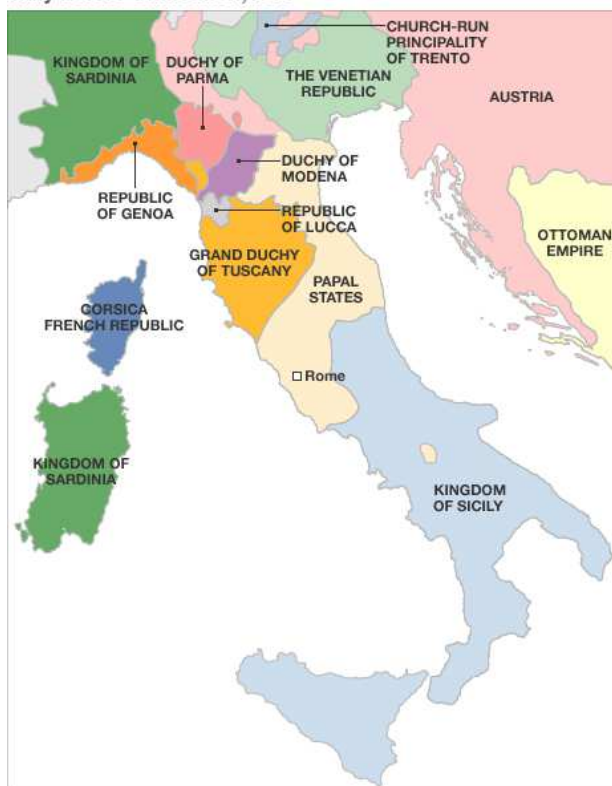 KINGDOM OF
SARDINIA
DUCHY OF
PARMA
CHURCH-RUN
PRINCIPALITY
OF TRENTO
THE VENETIAN
REPUBLIC
AUSTRIA
DUCHY OF
MODENA
REPUBLIC
OF GENOA
REPUBLIC
OF LUCCA
GRAND DUCHY
OF TUSCANY
OTTOMAN
EMPIRE
PAPAL
STATES
CORSICA
FRENCH REPUBLIC
Rome
KINGDOM OF
SARDINIA
KINGDOM
OF SICILY